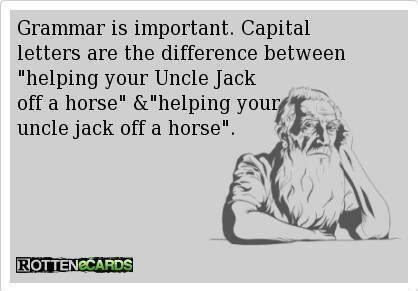 Grammar is important. Capital
letters are the difference between
"helping your Uncle Jack
off a horse" &"helping your
uncle jack off a horse".
ROTTENeCARDS